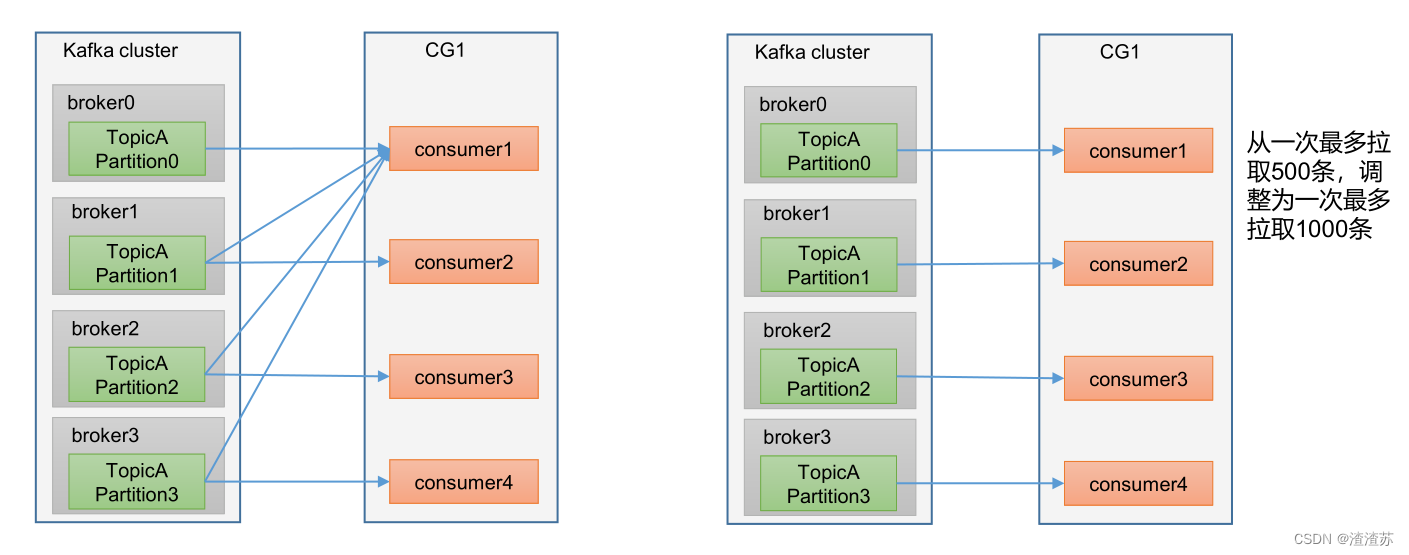 Kafka cluster
broker0
TopicA
Partition0
broker1
TopicA
Partition1
broker2
TopicA
Partition2
broker3
TopicA
Partition3
CG1
consumer1
consumer2
consumer3
consumer4
Kafka cluster
broker0
TopicA
Partition0
broker1
TopicA
Partition1
broker2
TopicA
Partition2
broker3
TopicA
Partition3
CG1
consumer1
consumer2
consumer3
consumer4
从一次最多拉
取500条，调
整为一次最多
拉取1000条
CSDN @渣渣苏